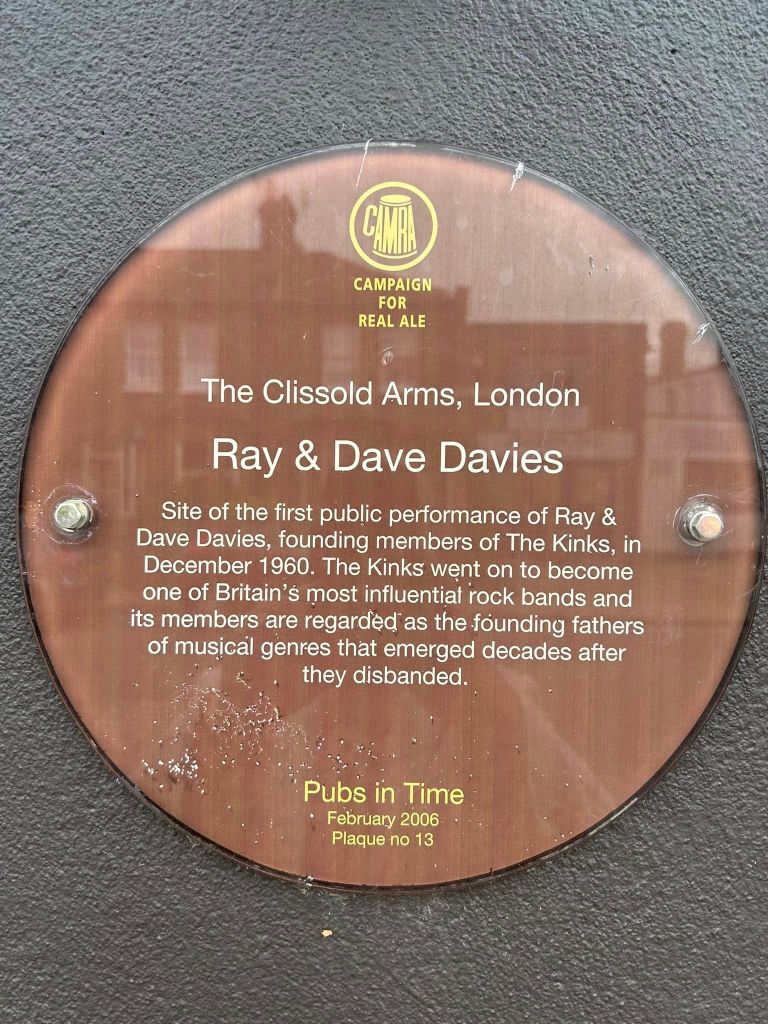 CAMRA
CAMPAIGN
FOR
REAL ALE
The Clissold Arms, London
Ray & Dave Davies
Site of the first public performance of Ray &
Dave Davies, founding members of The Kinks, in
December 1960. The Kinks went on to become
one of Britain's most influential rock bands and
its members are regarded as the founding fathers
of musical genres that emerged decades after
they disbanded.
Pubs in Time
February 2006
Plaque no 13